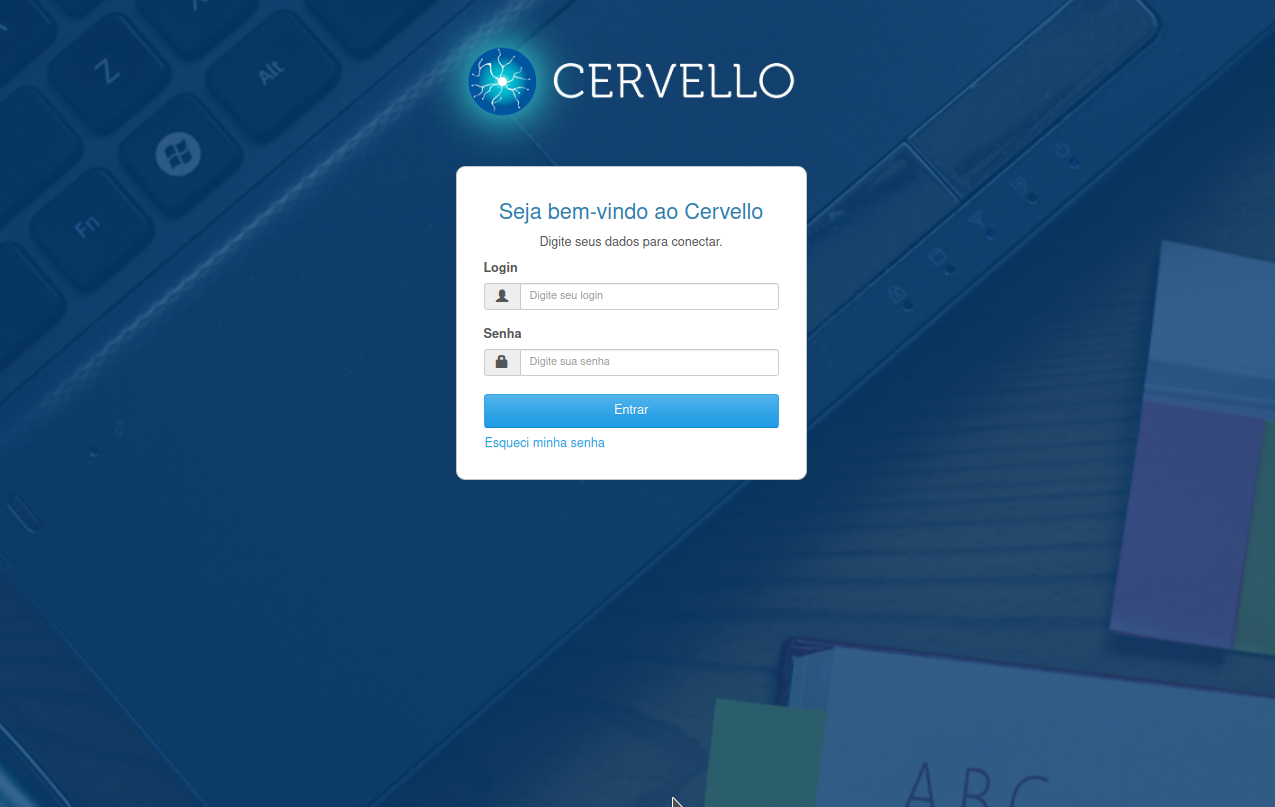 Z
Alt
Fn
CERVELLO
Seja bem-vindo ao Cervello
Digite seus dados para conectar.
Login
Digite seu login
Senha
Digite sua senha
Entrar
Esqueci minha senha
ABC